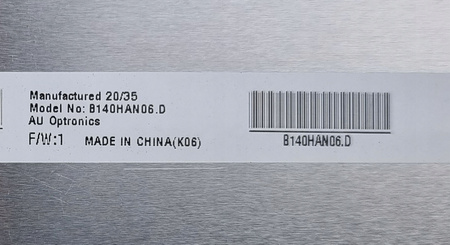 Manufactured 20/35
Model No: B140HAN06.D
AU Optronics
F/W:1 MADE IN CHINA(K06)
B140HAN06.D